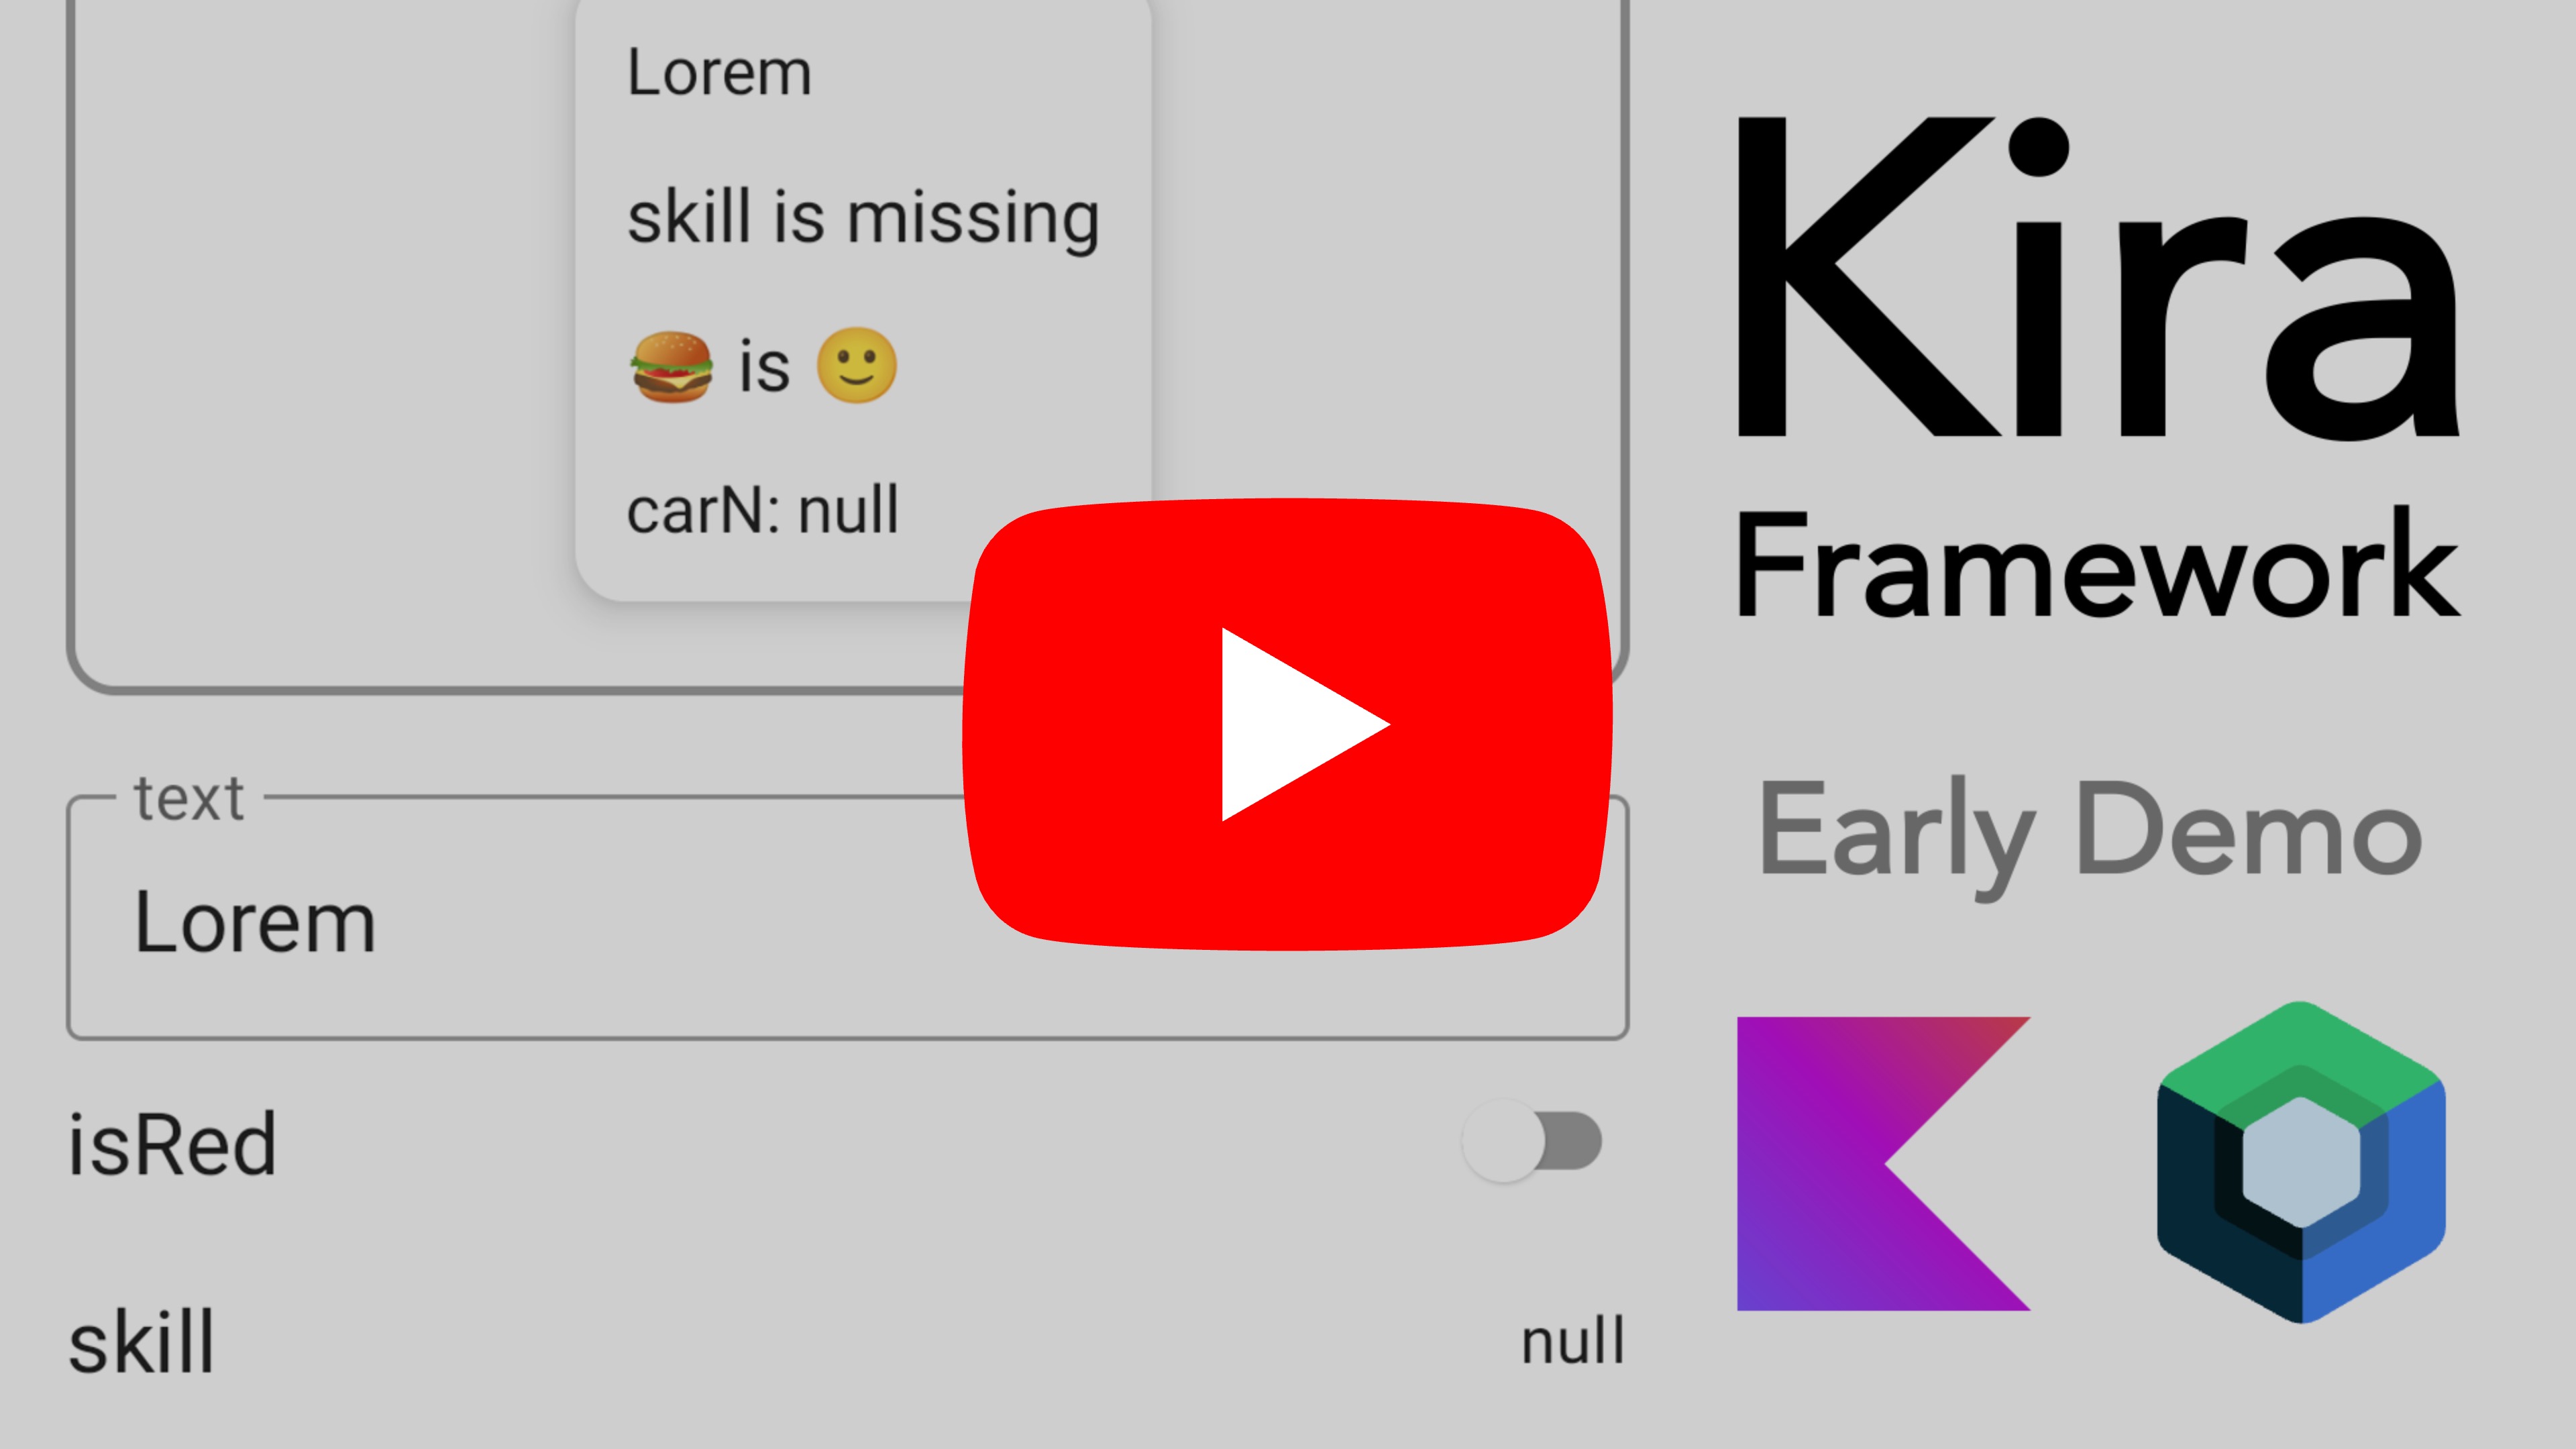 Lorem
skill is missing
🍔 is 🙂
carN: null
text
Lorem
isRed
skill
null
Kira
Framework
Early Demo